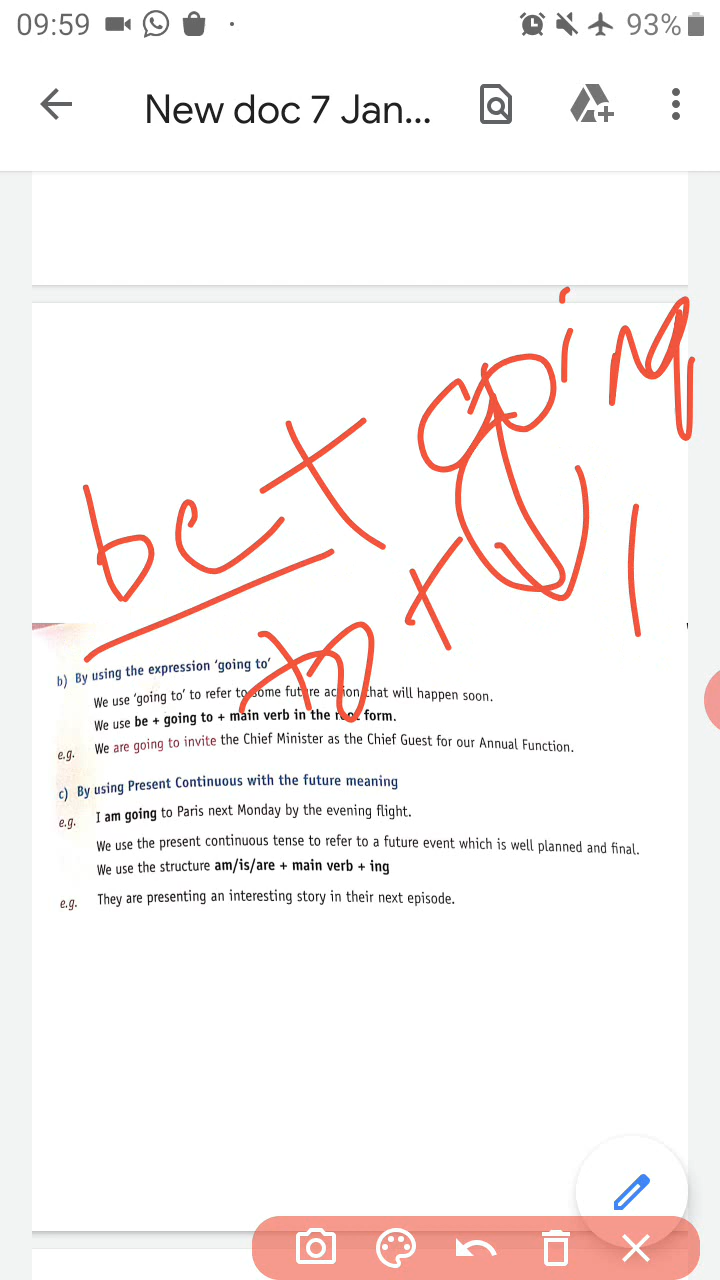 09:59 93%
New doc 7 Jan...
be + going
to + V1
b) By using the expression 'going to'
We use 'going to' to refer to some future action that will happen soon.
We use be + going to + main verb in the root form.
e.g. We are going to invite the Chief Minister as the Chief Guest for our Annual Function.
c) By using Present Continuous with the future meaning
e.g. I am going to Paris next Monday by the evening flight.
We use the present continuous tense to refer to a future event which is well planned and final.
We use the structure am/is/are + main verb + ing
e.g. They are presenting an interesting story in their next episode.